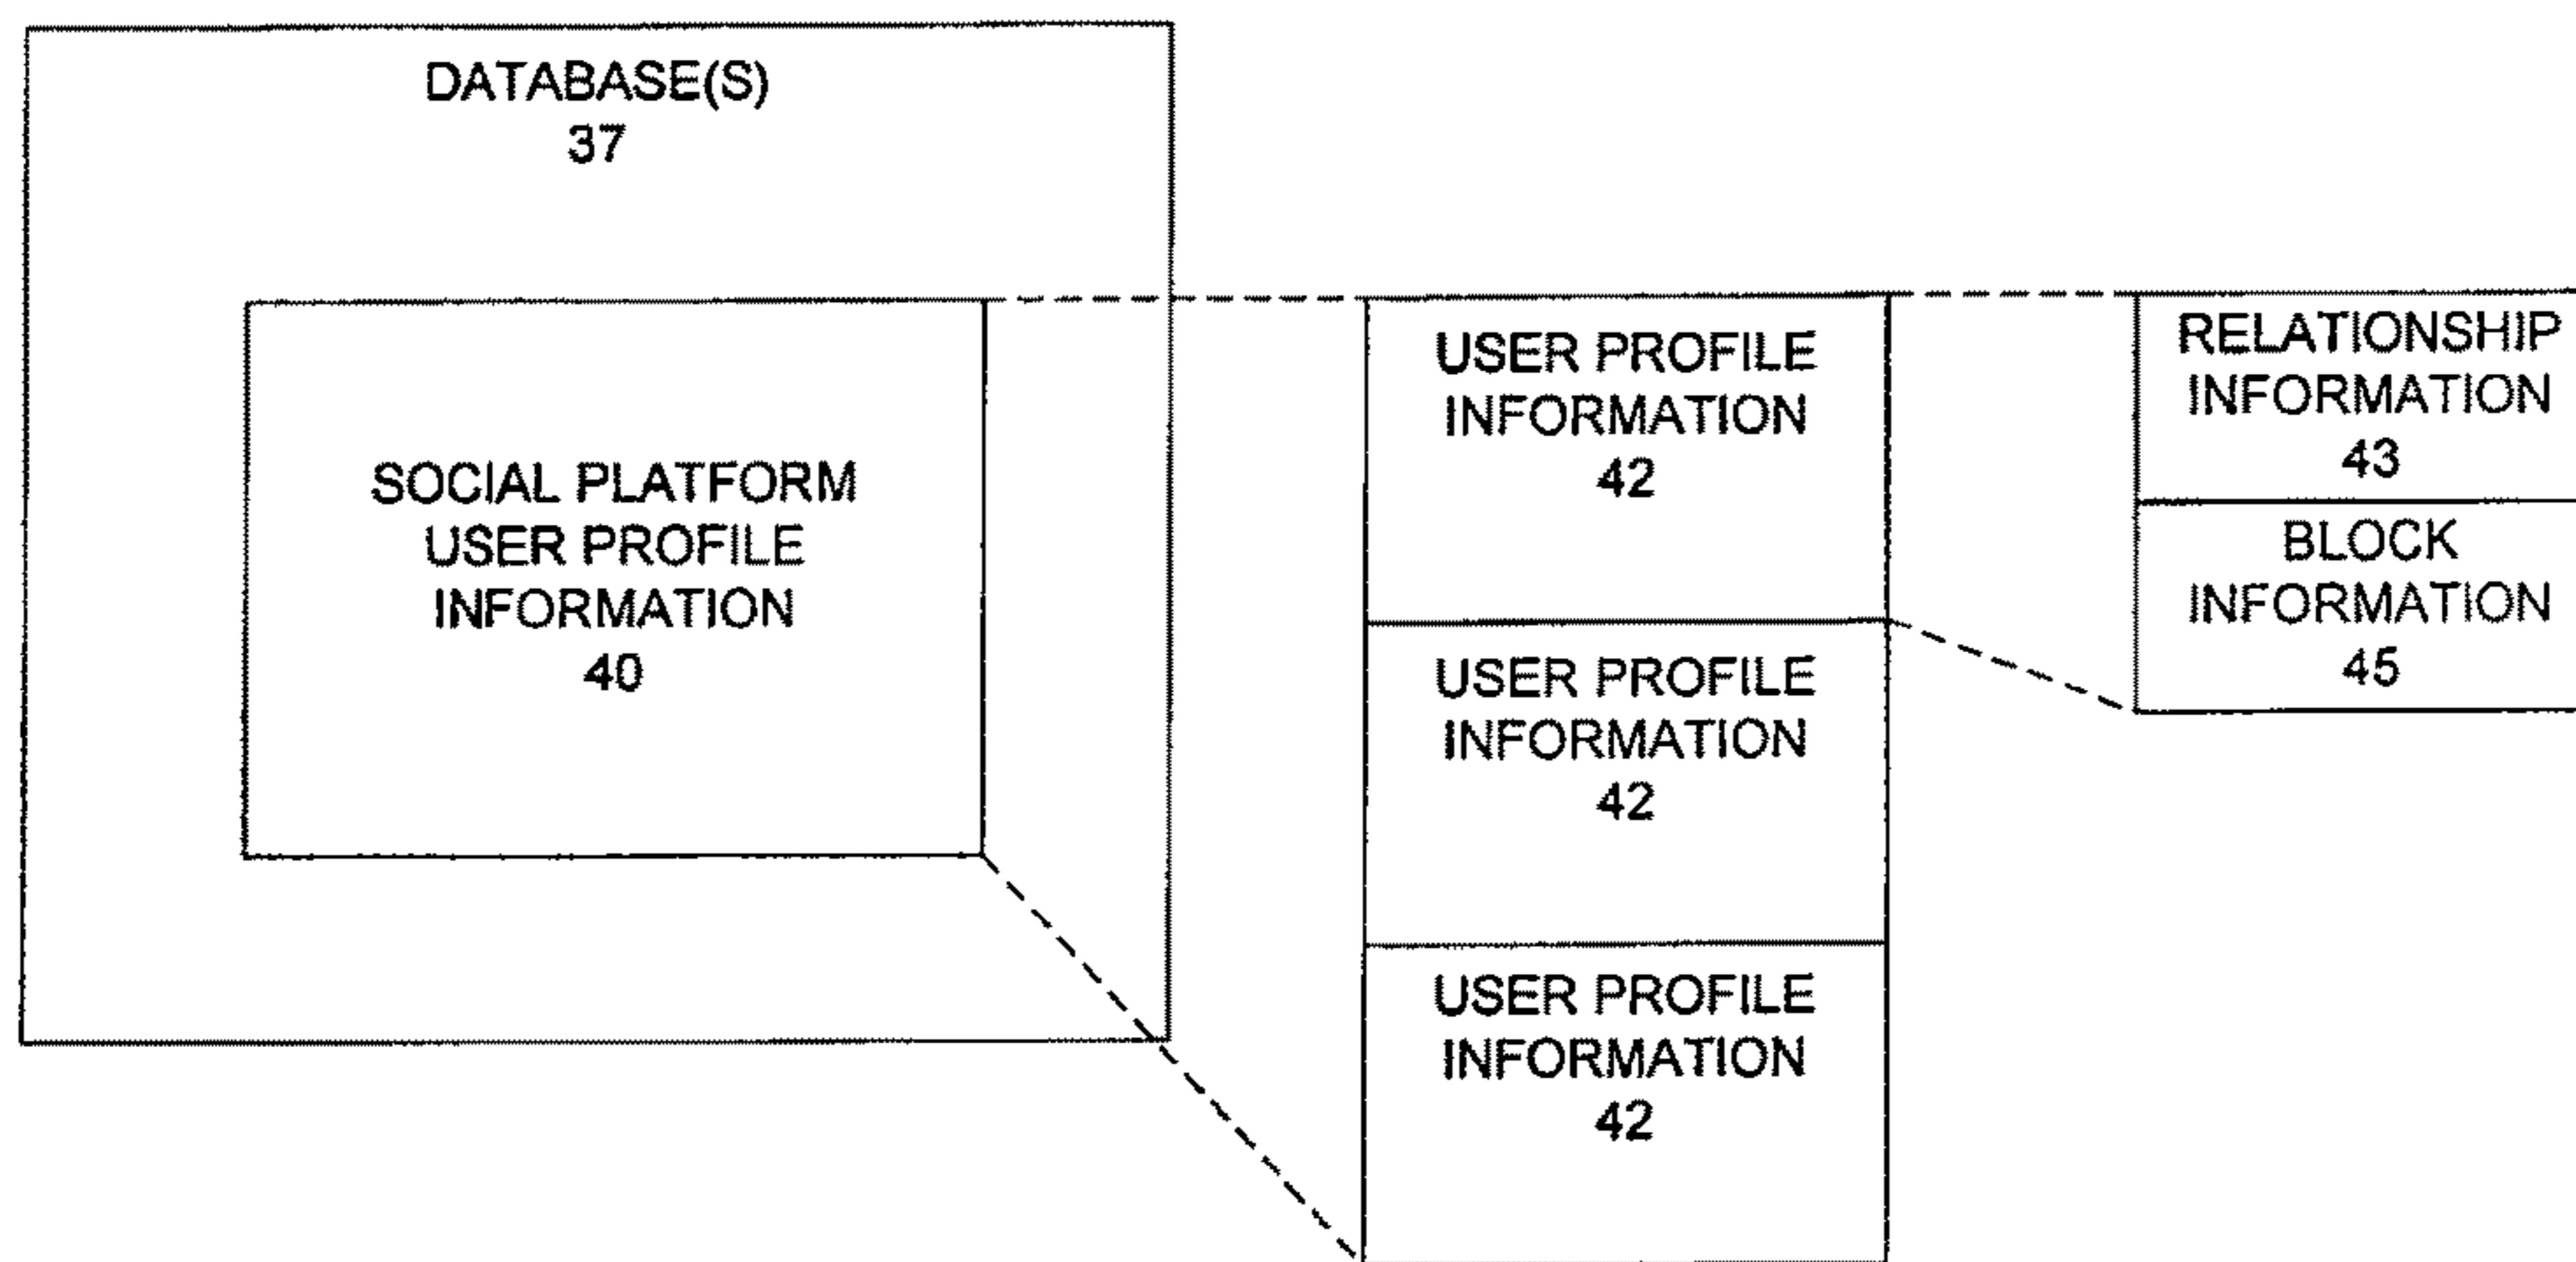 DATABASE(S)
37
SOCIAL PLATFORM
USER PROFILE
INFORMATION
40
USER PROFILE
INFORMATION
42
USER PROFILE
INFORMATION
42
USER PROFILE
INFORMATION
42
RELATIONSHIP
INFORMATION
43
BLOCK
INFORMATION
45